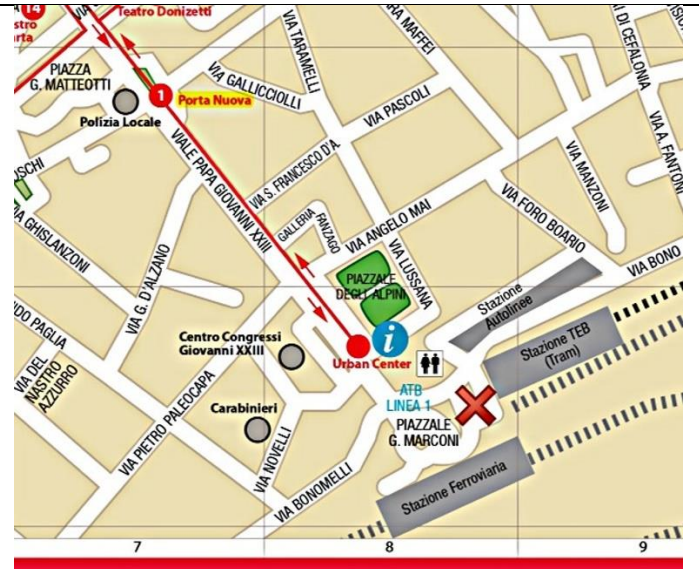 14
VIA
Teatro Donizetti
PIAZZA
G. MATTEOTTI
Polizia Locale
1
Porta Nuova
VIA GALLICCIOLLI
VIA TARAMELLI
MAFFEI
VIA PASCOLI
DI CEFALONIA
VIA A. FANTONI
VIA MANZONI
VIALE PAPA GIOVANNI XXIII
VIA S. FRANCESCO D'A.
GALLERIA
FANZAGO
VIA ANGELO MAI
VIA FORO BOARIO
VIA BONO
GHISLANZONI
VIA G. D'ALZANO
PIAZZALE
DEGLI ALPINI
VIA LUSSANA
Stazione
Autolinee
Stazione TEB
(Tram)
PAGLIA
Centro Congressi
Giovanni XXIII
i
Urban Center
VIA DEL
NASTRO
AZZURRO
VIA PIETRO PALEOCAPA
Carabinieri
ATB
LINEA 1
PIAZZALE
G. MARCONI
VIA NOVELLI
VIA BONOMELLI
Stazione Ferroviaria
7
8
9